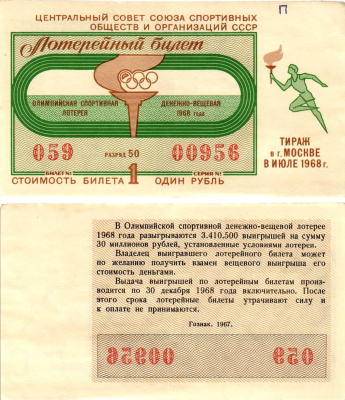 П
ЦЕНТРАЛЬНЫЙ СОВЕТ СОЮЗА СПОРТИВНЫХ
ОБЩЕСТВ И ОРГАНИЗАЦИЙ СССР
Лотерейный билет
ОЛИМПИЙСКАЯ СПОРТИВНАЯ
ЛОТЕРЕЯ
ДЕНЕЖНО-ВЕЩЕВАЯ
1968 года
059
РАЗРЯД 50
00956
БИЛЕТ №
СЕРИЯ №
СТОИМОСТЬ БИЛЕТА 1 ОДИН РУБЛЬ
ТИРАЖ
в г. МОСКВЕ
В ИЮЛЕ 1968 г.
В Олимпийской спортивной денежно-вещевой лотерее
1968 года разыгрываются 3.410.500 выигрышей на сумму
30 миллионов рублей, установленные условиями лотереи.
Владелец выигравшего лотерейного билета может
по желанию получить взамен вещевого выигрыша его
стоимость деньгами.
Выдача выигрышей по лотерейным билетам произ-
водится по 30 декабря 1968 года включительно. После
этого срока лотерейные билеты утрачивают силу и
к оплате не принимаются.
Гознак. 1967.
00956
059